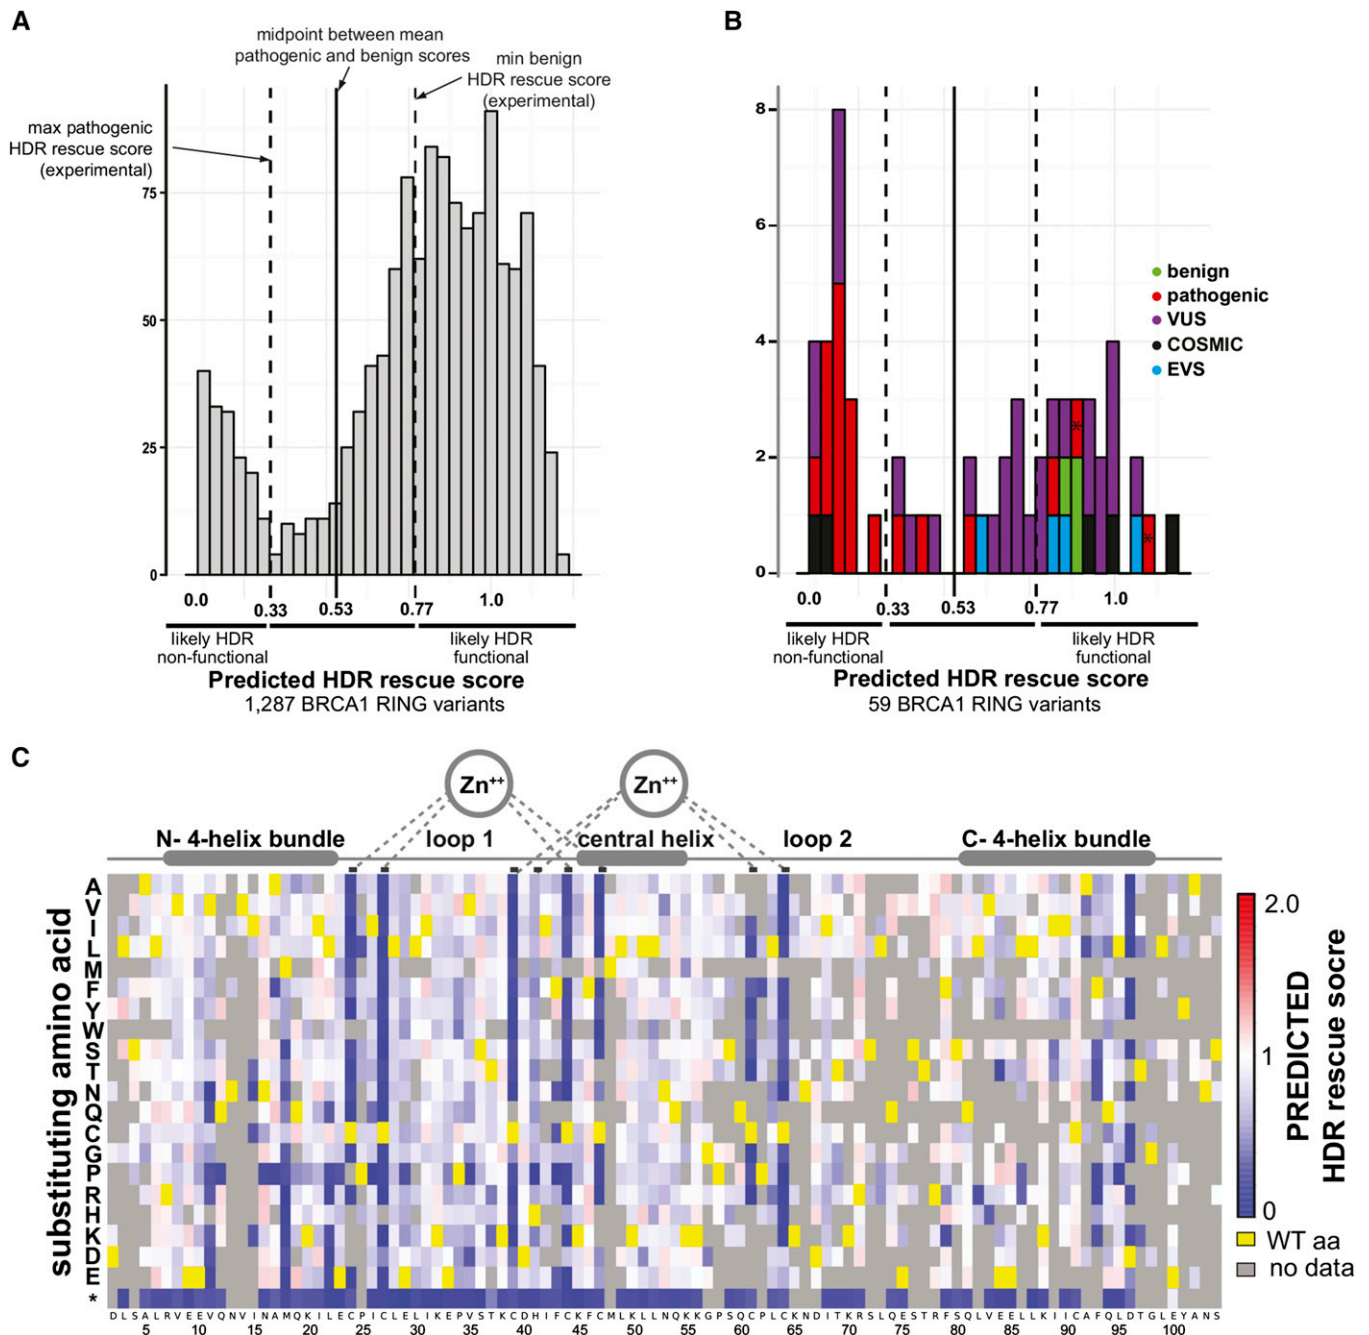 A
midpoint between mean
pathogenic and benign scores
min benign
HDR rescue score
(experimental)
max pathogenic
HDR rescue score
(experimental)
75
50
25
0
0.0
0.33
0.53
0.77
1.0
likely HDR
non-functional
likely HDR
functional
Predicted HDR rescue score
1,287 BRCA1 RING variants
B
8
6
4
2
0
benign
pathogenic
VUS
COSMIC
EVS
*
*
0.0
0.33
0.53
0.77
1.0
likely HDR
non-functional
likely HDR
functional
Predicted HDR rescue score
59 BRCA1 RING variants
C
Zn++
Zn++
N- 4-helix bundle
loop 1
central helix
loop 2
C- 4-helix bundle
substituting amino acid
A
V
I
L
M
F
Y
W
S
T
N
Q
C
G
P
R
H
K
D
E
*
D L S A L R V E E V Q N V I N A M Q K I L E C P I C L E L I K E P V S T K C D H I F C K F C M L K L L N Q K K G P S Q C P L C K N D I T K R S L Q E S T R F S Q L V E E L L K I I C A F Q L D T G L E Y A N S
5 10 15 20 25 30 35 40 45 50 55 60 65 70 75 80 85 90 95 100
2.0
1
0
PREDICTED
HDR rescue socre
WT aa
no data